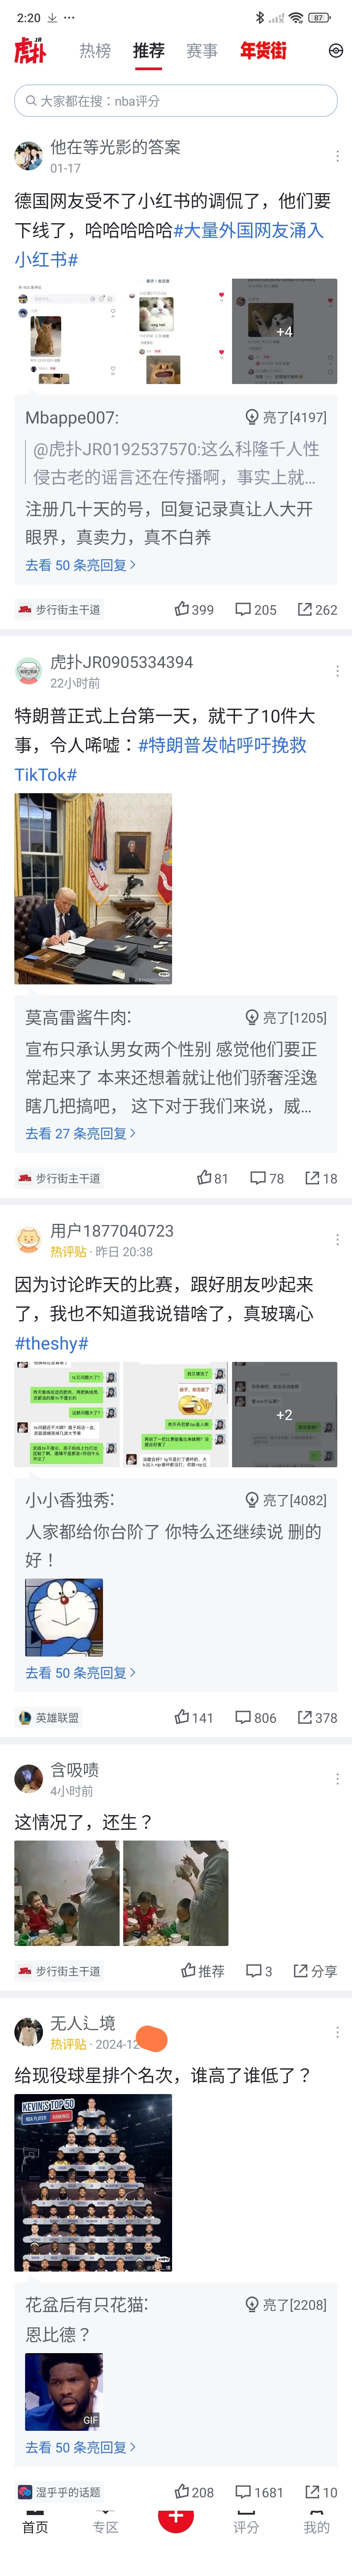 2:20
87
虎扑
JR
热榜
推荐
赛事
年货街
大家都在搜：nba评分
他在等光影的答案
01-17
德国网友受不了小红书的调侃了，他们要
下线了，哈哈哈哈哈#大量外国网友涌入
小红书#
+4
Mbappe007:
亮了[4197]
@虎扑JR0192537570:这么科隆千人性
侵古老的谣言还在传播啊，事实上就...
注册几十天的号，回复记录真让人大开
眼界，真卖力，真不白养
去看 50 条亮回复
步行街主干道
399
205
262
虎扑JR0905334394
22小时前
特朗普正式上台第一天，就干了10件大
事，令人唏嘘：#特朗普发帖呼吁挽救
TikTok#
莫高雷酱牛肉:
亮了[1205]
宣布只承认男女两个性别 感觉他们要正
常起来了 本来还想着就让他们骄奢淫逸
瞎几把搞吧， 这下对于我们来说，威...
去看 27 条亮回复
步行街主干道
81
78
18
用户1877040723
热评贴 · 昨日 20:38
因为讨论昨天的比赛，跟好朋友吵起来
了，我也不知道我说错啥了，真玻璃心
#theshy#
+2
小小香独秀:
亮了[4082]
人家都给你台阶了 你特么还继续说 删的
好！
去看 50 条亮回复
英雄联盟
141
806
378
含吸啧
4小时前
这情况了，还生？
步行街主干道
推荐
3
分享
无人辶境
热评贴 · 2024-12
给现役球星排个名次，谁高了谁低了？
KEVIN'S TOP 50
NBA PLAYER RANKINGS
花盆后有只花猫:
亮了[2208]
恩比德？
GIF
去看 50 条亮回复
湿乎乎的话题
208
1681
10
首页
专区
评分
我的